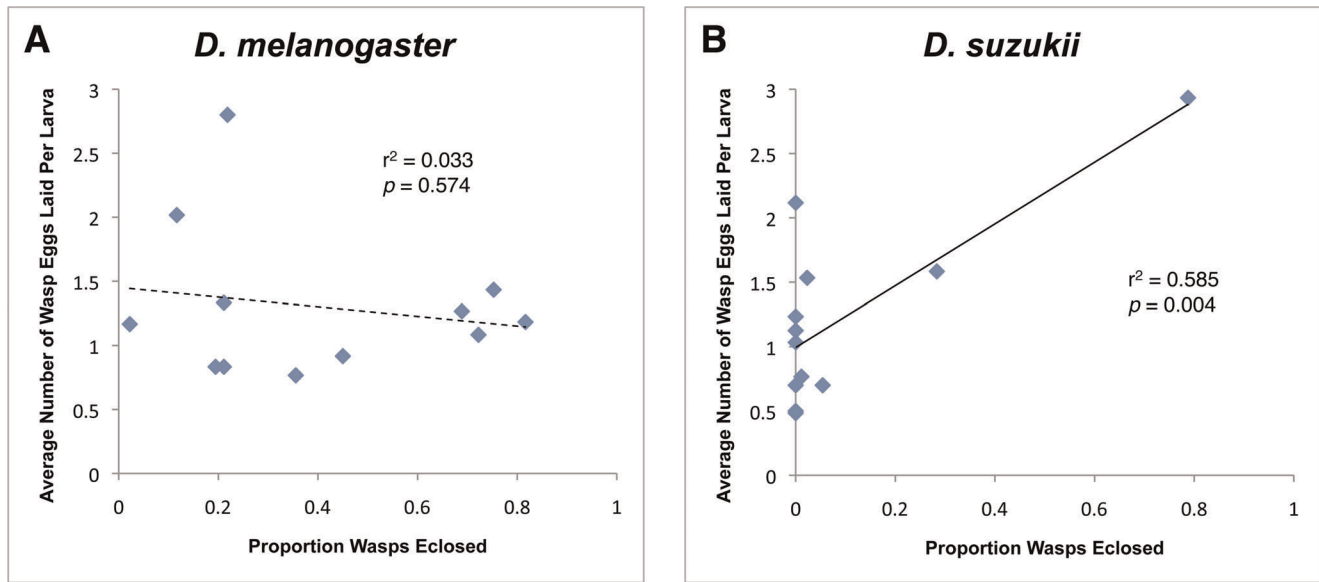 A
D. melanogaster
Average Number of Wasp Eggs Laid Per Larva
3
2.5
2
1.5
1
0.5
0
r² = 0.033
p = 0.574
0 0.2 0.4 0.6 0.8 1
Proportion Wasps Eclosed
B
D. suzukii
Average Number of Wasp Eggs Laid Per Larva
3
2.5
2
1.5
1
0.5
0
r² = 0.585
p = 0.004
0 0.2 0.4 0.6 0.8 1
Proportion Wasps Eclosed